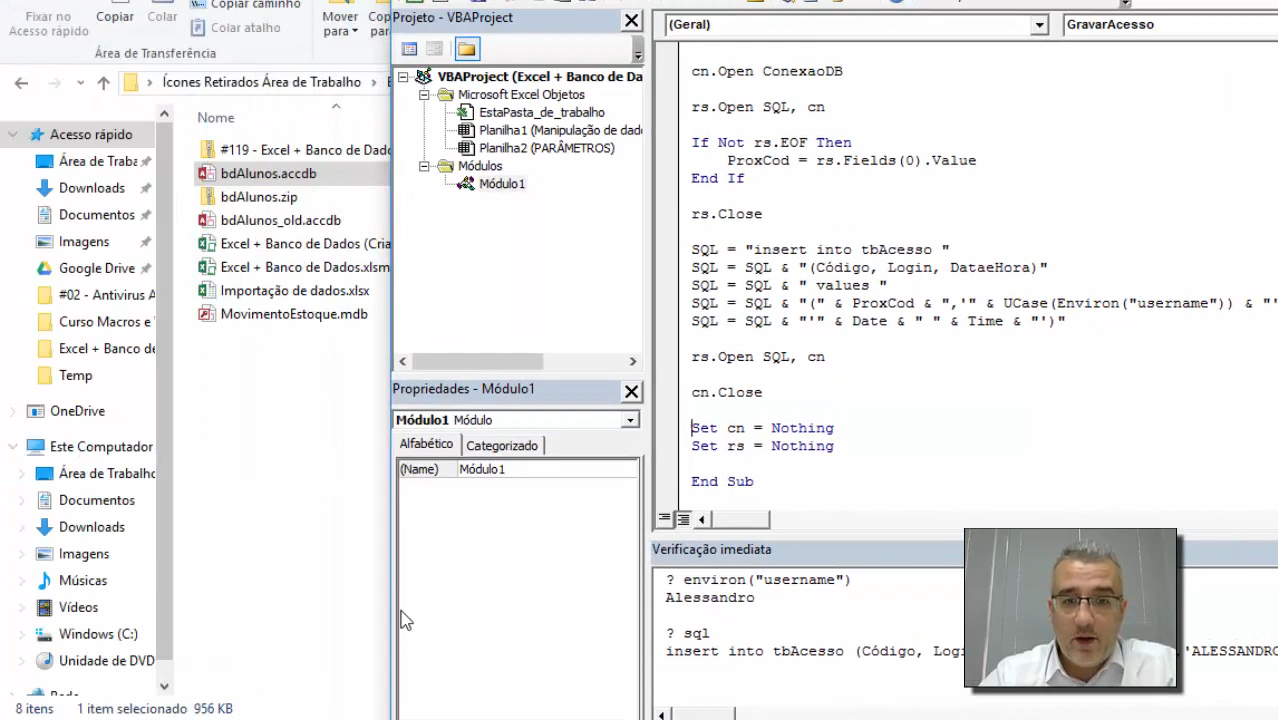 Fixar no
Acesso rápido
Copiar
Colar
Copiar caminho
Colar atalho
Mover
para
para
Área de Transferência
Ícones Retirados Área de Trabalho
Nome
Acesso rápido
Área de Traba
Downloads
Documentos
Imagens
Google Drive
#02 - Antivirus A
Curso Macros e
Excel + Banco de
Temp
OneDrive
Este Computador
Área de Trabalho
Documentos
Downloads
Imagens
Músicas
Vídeos
Windows (C:)
Unidade de DVD
#119 - Excel + Banco de Dado
bdAlunos.accdb
bdAlunos.zip
bdAlunos_old.accdb
Excel + Banco de Dados (Cria
Excel + Banco de Dados.xlsm
Importação de dados.xlsx
MovimentoEstoque.mdb
8 itens
1 item selecionado 956 KB
Projeto - VBAProject
VBAProject (Excel + Banco de Da
Microsoft Excel Objetos
EstaPasta_de_trabalho
Planilha1 (Manipulação de dado
Planilha2 (PARÂMETROS)
Módulos
Módulo1
Propriedades - Módulo1
Módulo1 Módulo
Alfabético
Categorizado
(Name)
Módulo1
(Geral)
GravarAcesso
cn.Open ConexaoDB
rs.Open SQL, cn
If Not rs.EOF Then
ProxCod = rs.Fields(0).Value
End If
rs.Close
SQL = "insert into tbAcesso "
SQL = SQL & "(Código, Login, DataeHora)"
SQL = SQL & " values "
SQL = SQL & "(" & ProxCod & ",'" & UCase(Environ("username")) & "'
SQL = SQL & "'" & Date & " " & Time & "')"
rs.Open SQL, cn
cn.Close
Set cn = Nothing
Set rs = Nothing
End Sub
Verificação imediata
? environ("username")
Alessandro
? sql
insert into tbAcesso (Código, Logi
'ALESSANDRO